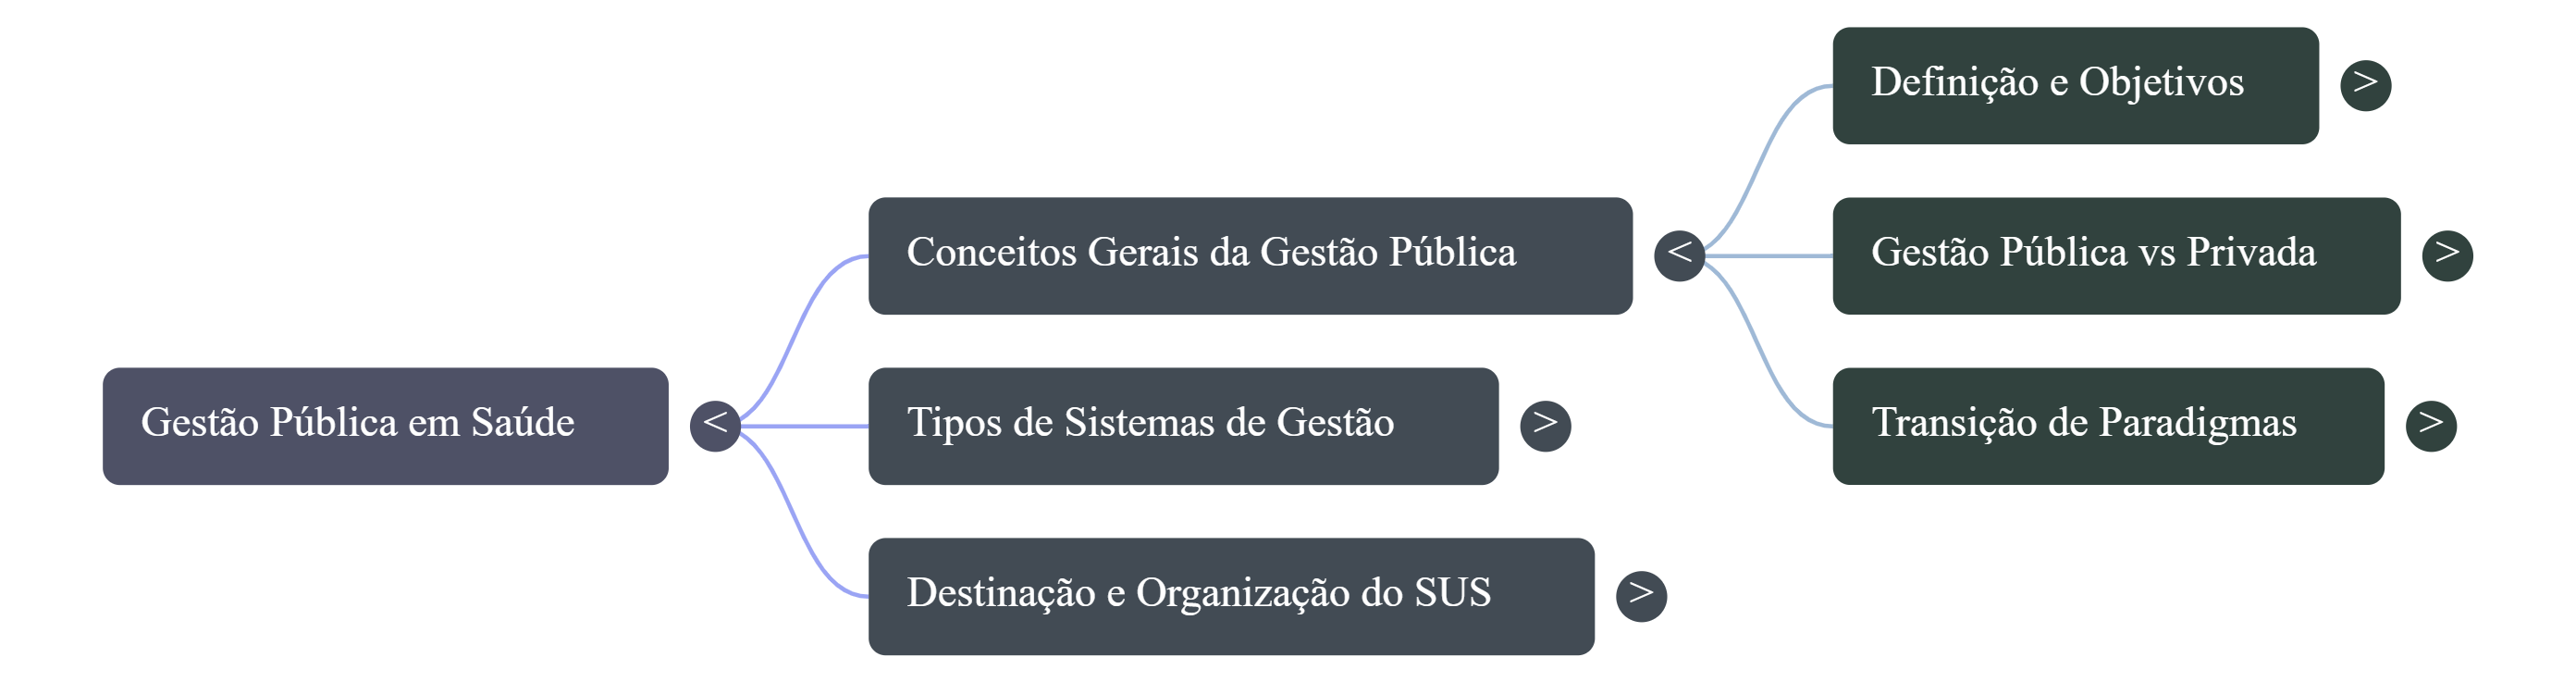 Gestão Pública em Saúde
<
Conceitos Gerais da Gestão Pública
<
Definição e Objetivos
>
Gestão Pública vs Privada
>
Transição de Paradigmas
>
Tipos de Sistemas de Gestão
>
Destinação e Organização do SUS
>